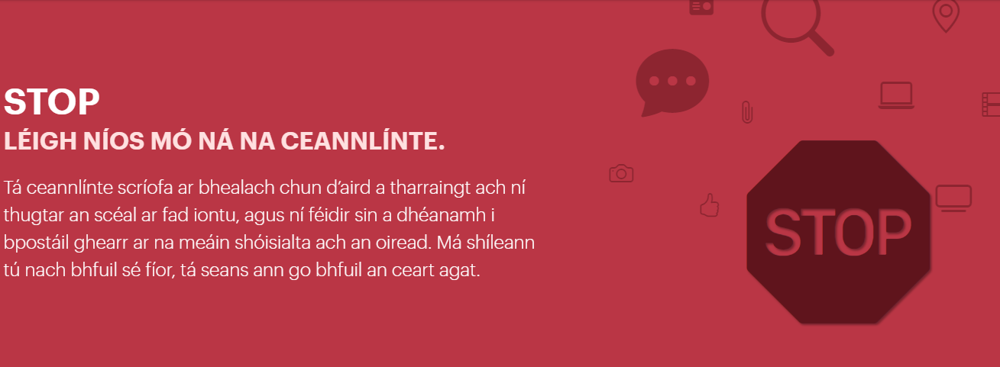 STOP
LÉIGH NÍOS MÓ NÁ NA CEANNLÍNTE.
Tá ceannlínte scríofa ar bhealach chun d’aird a tharraingt ach ní
thugtar an scéal ar fad iontu, agus ní féidir sin a dhéanamh i
bpostáil ghearr ar na meáin shóisialta ach an oiread. Má shíleann
tú nach bhfuil sé fíor, tá seans ann go bhfuil an ceart agat.
STOP